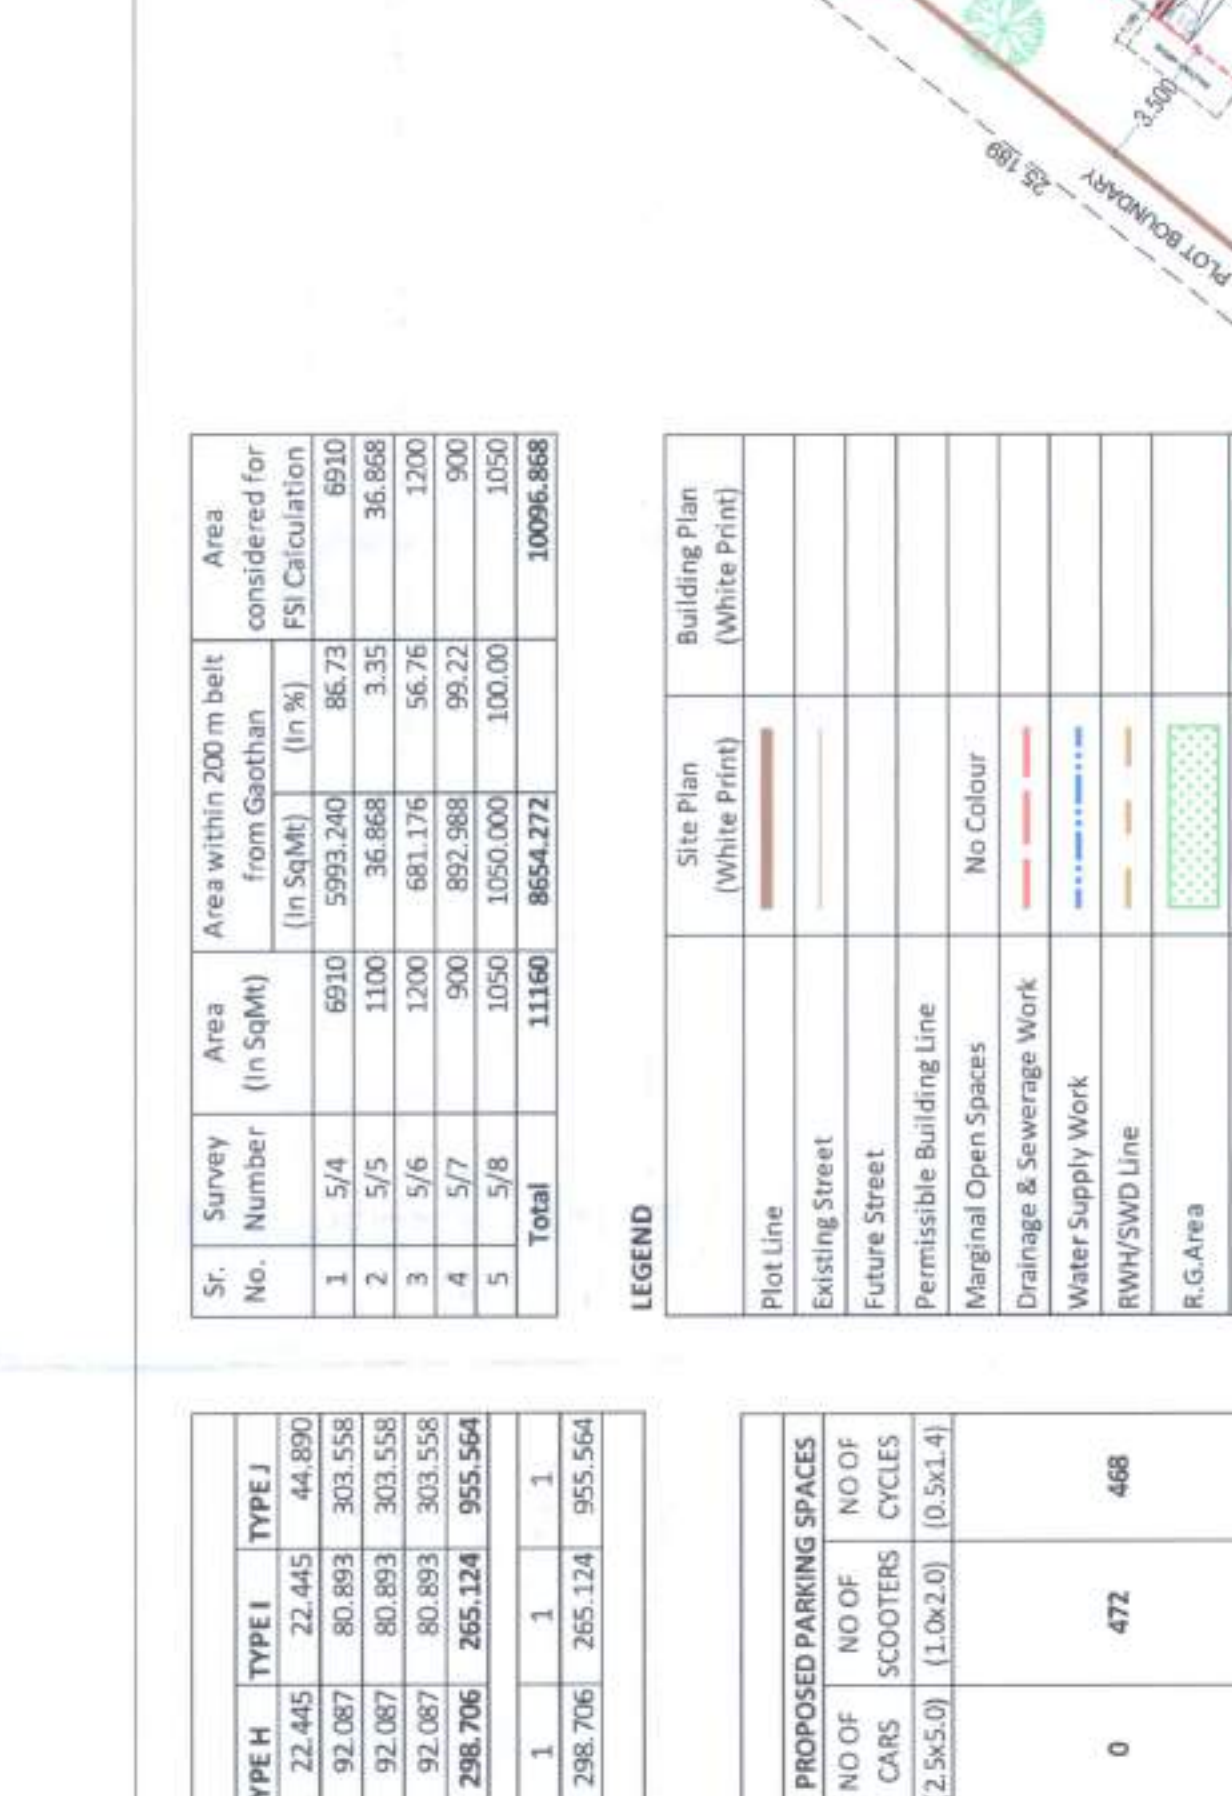 Sr. No. Survey Number Area (In SqMt) Area within 200 m belt from Gaothan (In SqMt) (In %) Area considered for FSI Calculation
1 5/4 6910 5993.240 86.73 6910
2 5/5 1100 36.868 3.35 36.868
3 5/6 1200 681.176 56.76 1200
4 5/7 900 892.988 99.22 900
5 5/8 1050 1050.000 100.00 1050
Total 11160 8654.272 10096.868
LEGEND
Site Plan (White Print) Building Plan (White Print)
Plot Line
Existing Street
Future Street
Permissible Building Line
Marginal Open Spaces No Colour
Drainage & Sewerage Work
Water Supply Work
RWH/SWD Line
R.G.Area
YPE H TYPE I TYPE J
22.445 22.445 44.890
92.087 80.893 303.558
92.087 80.893 303.558
92.087 80.893 303.558
298.706 265.124 955.564
1 1 1
298.706 265.124 955.564
PROPOSED PARKING SPACES
NO OF CARS NO OF SCOOTERS NO OF CYCLES
2.5x5.0) (1.0x2.0) (0.5x1.4)
0 472 468
25.189
PLOT BOUNDARY
3.500